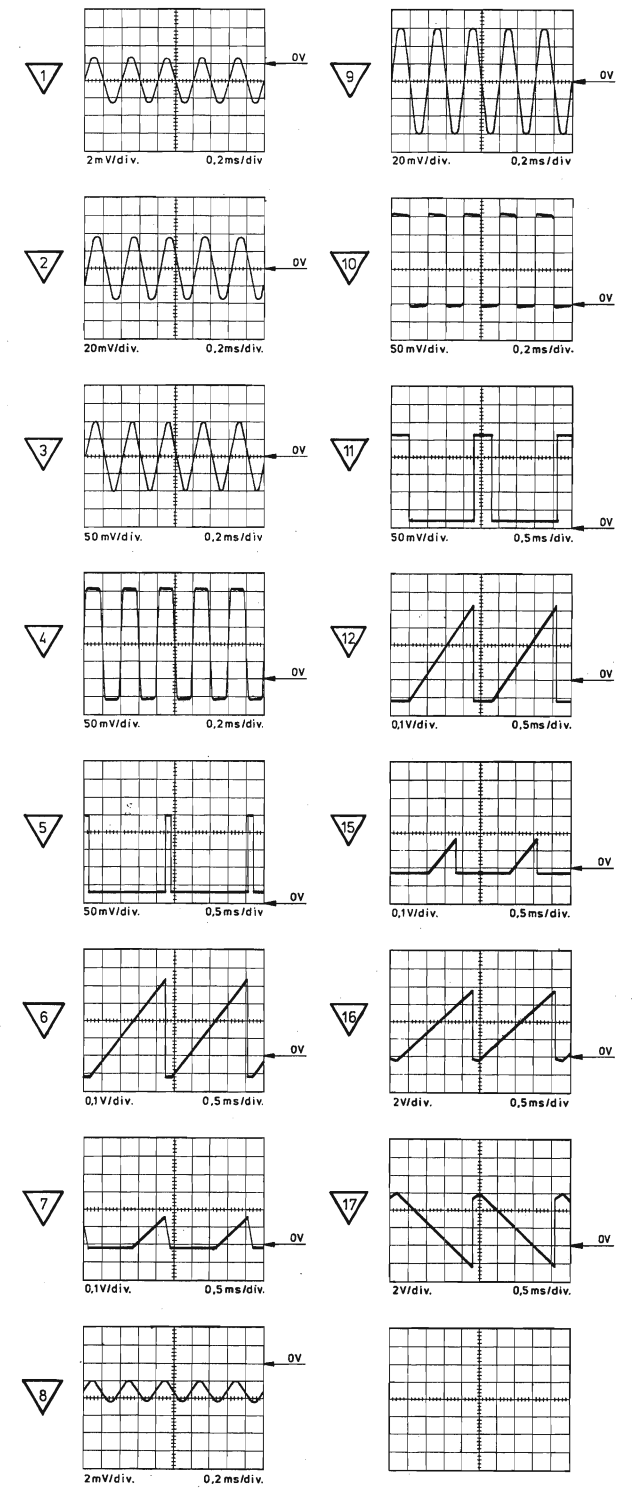 1
0V
2mV/div. 0,2ms/div
2
0V
20mV/div. 0,2ms/div.
3
0V
50mV/div. 0,2ms/div
4
0V
50mV/div. 0,2ms/div.
5
0V
50mV/div. 0,5ms/div
6
0V
0,1V/div. 0,5ms/div.
7
0V
0,1V/div. 0,5ms/div.
8
0V
2mV/div. 0,2ms/div.
9
0V
20mV/div. 0,2ms/div
10
0V
50mV/div. 0,2ms/div.
11
0V
50mV/div. 0,5ms/div
12
0V
0,1V/div. 0,5ms/div.
15
0V
0,1V/div. 0,5ms/div.
16
0V
2V/div. 0,5ms/div
17
0V
2V/div. 0,5ms/div.